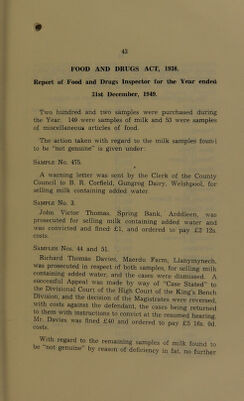 43
FOOD AND DRUGS ACT, 1938.
Report of Food and Drugs Inspector for the Year ended
31st December, 1949.
Two hundred and two samples were purchased during
the Year. 149 were samples of milk and 53 were samples
of miscellaneous articles of food.
The action taken with regard to the milk samples found
to be "not genuine" is given under:
SAMPLE No. 475.
A warning letter was sent by the Clerk of the County
Council to B. R. Corfield, Gungrog Dairy, Welshpool, for
selling milk containing added water.
SAMPLE No. 3.
John Victor Thomas, Spring Bank, Arddleen, was
prosecuted for selling milk containing added water and
was convicted and fined £1, and ordered to pay £2 12s.
costs.
SAMPLES Nos. 44 and 51.
Richard Thomas Davies, Maerdu Farm, Llanymynech,
was prosecuted in respect of both samples, for selling milk
containing added water, and the cases were dismissed. A
successful Appeal was made by way of "Case Stated" to
the Divisional Court of the High Court of the King's Bench
Division, and the decision of the Magistrates were reversed,
with costs against the defendant, the cases being returned
to them with instructions to convict at the resumed hearing.
Mr. Davies was fined £40 and ordered to pay £5 16s. 0d.
costs.
With regard to the remaining samples of milk found to
be "not genuine" by reason of deficiency in fat, no further